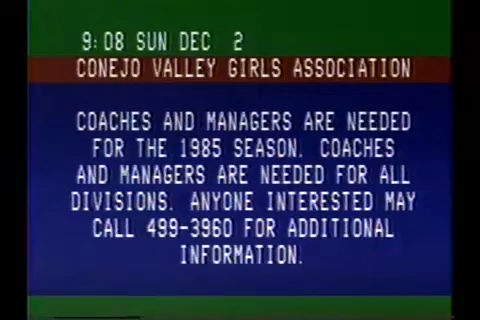 9:08 SUN DEC 2
CONEJO VALLEY GIRLS ASSOCIATION
COACHES AND MANAGERS ARE NEEDED
FOR THE 1985 SEASON. COACHES
AND MANAGERS ARE NEEDED FOR ALL
DIVISIONS. ANYONE INTERESTED MAY
CALL 499-3960 FOR ADDITIONAL
INFORMATION.